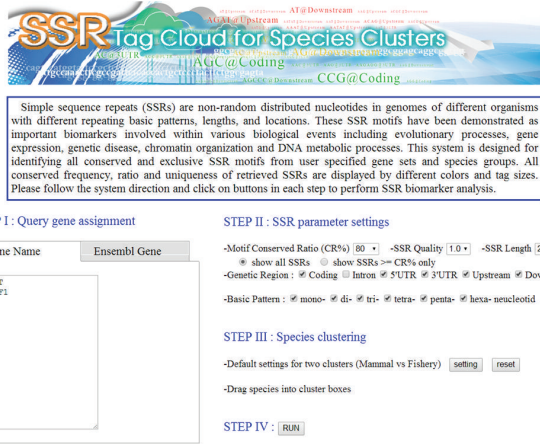 AT@Downstream
AGAT@Upstream
SSR Tag Cloud for Species Clusters
AGC@Coding
CCG@Coding
Simple sequence repeats (SSRs) are non-random distributed nucleotides in genomes of different organisms
with different repeating basic patterns, lengths, and locations. These SSR motifs have been demonstrated as
important biomarkers involved within various biological events including evolutionary processes, gene
expression, genetic disease, chromatin organization and DNA metabolic processes. This system is designed for
identifying all conserved and exclusive SSR motifs from user specified gene sets and species groups. All
conserved frequency, ratio and uniqueness of retrieved SSRs are displayed by different colors and tag sizes.
Please follow the system direction and click on buttons in each step to perform SSR biomarker analysis.
P I : Query gene assignment
ne Name
Ensembl Gene
T
F1
STEP II : SSR parameter settings
-Motif Conserved Ratio (CR%) 80 -SSR Quality 1.0 -SSR Length 2
show all SSRs show SSRs >= CR% only
-Genetic Region : Coding Intron 5'UTR 3'UTR Upstream Dow
-Basic Pattern : mono- di- tri- tetra- penta- hexa- neucleotid
STEP III : Species clustering
-Default settings for two clusters (Mammal vs Fishery) setting reset
-Drag species into cluster boxes
STEP IV : RUN